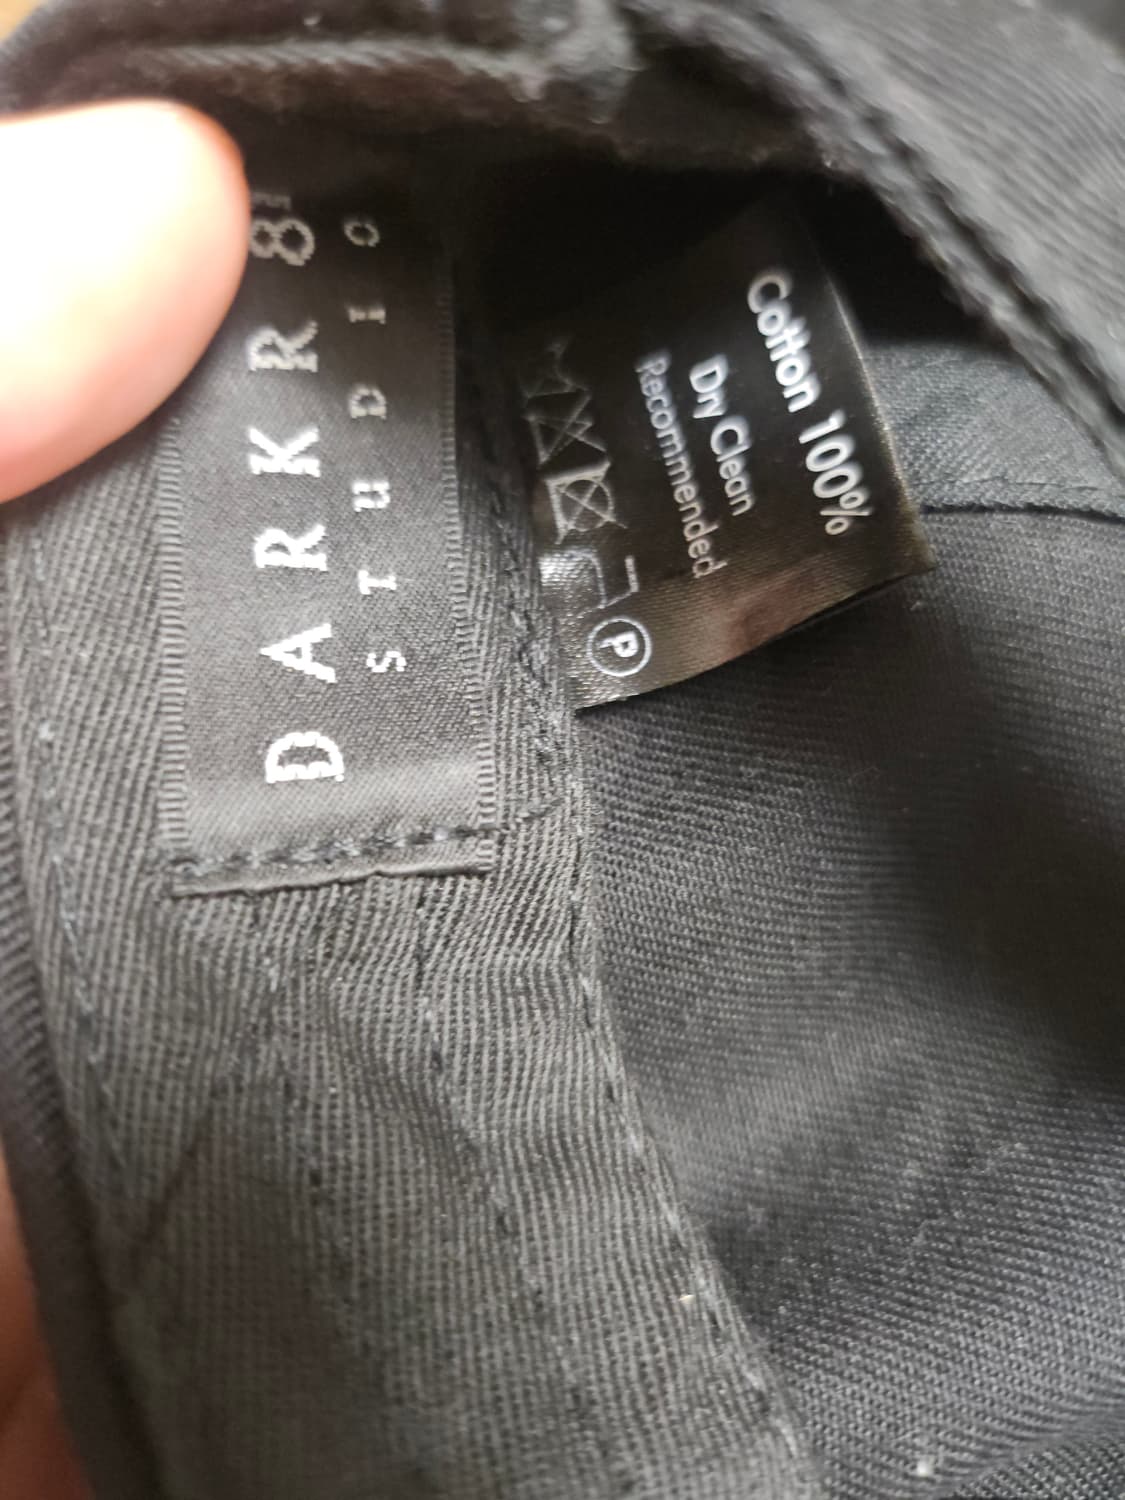 DARKR8
STUDIO
Cotton 100%
Dry Clean
Recommended
P